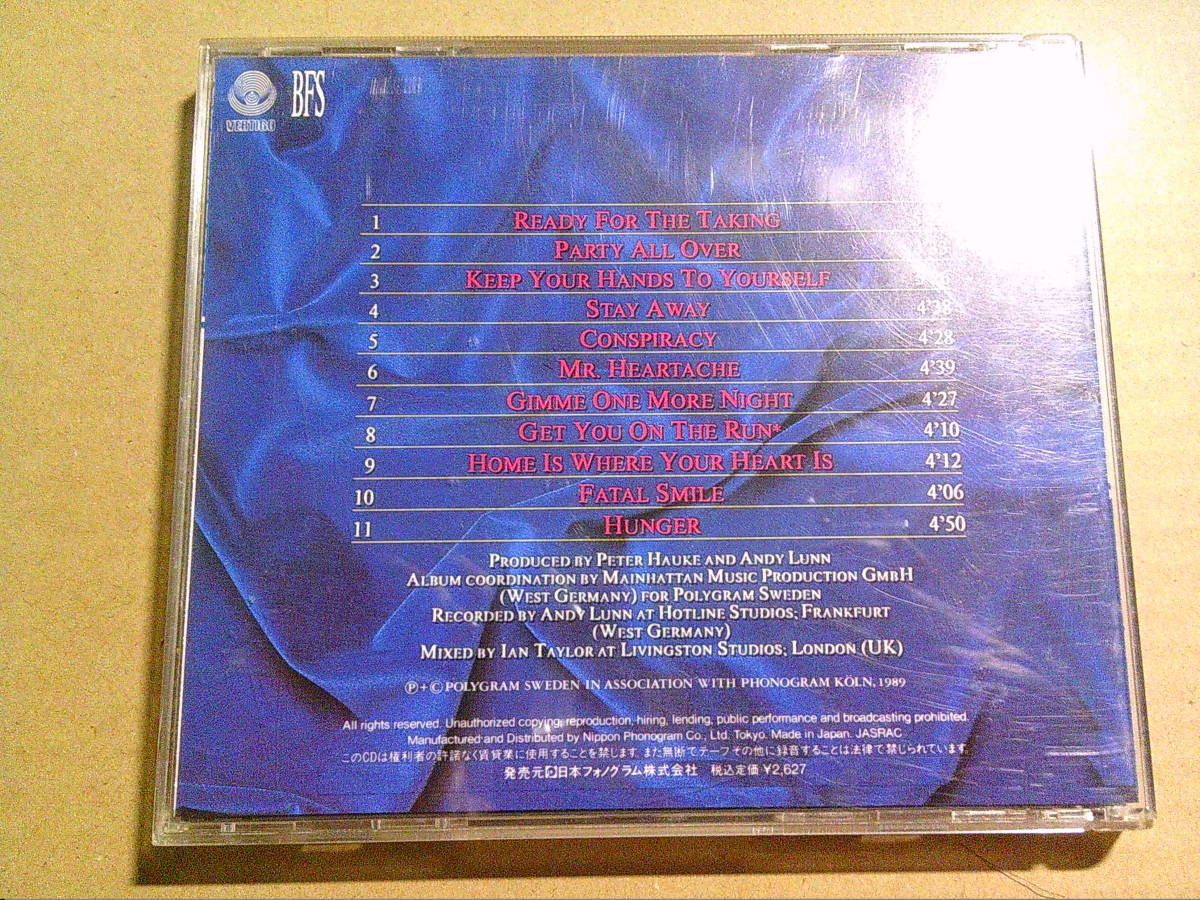 VERTIGO
BFS
1 READY FOR THE TAKING
2 PARTY ALL OVER
3 KEEP YOUR HANDS TO YOURSELF
4 STAY AWAY 4'38
5 CONSPIRACY 4'28
6 MR. HEARTACHE 4'39
7 GIMME ONE MORE NIGHT 4'27
8 GET YOU ON THE RUN* 4'10
9 HOME IS WHERE YOUR HEART IS 4'12
10 FATAL SMILE 4'06
11 HUNGER 4'50
PRODUCED BY PETER HAUKE AND ANDY LUNN
ALBUM COORDINATION BY MAINHATTAN MUSIC PRODUCTION GMBH
(WEST GERMANY) FOR POLYGRAM SWEDEN
RECORDED BY ANDY LUNN AT HOTLINE STUDIOS, FRANKFURT
(WEST GERMANY)
MIXED BY IAN TAYLOR AT LIVINGSTON STUDIOS, LONDON (UK)
Ⓟ+© POLYGRAM SWEDEN IN ASSOCIATION WITH PHONOGRAM KÖLN, 1989
All rights reserved. Unauthorized copying, reproduction, hiring, lending, public performance and broadcasting prohibited.
Manufactured and Distributed by Nippon Phonogram Co., Ltd. Tokyo. Made in Japan. JASRAC
このCDは権利者の許諾なく賃貸業に使用することを禁じます。また無断でテープその他に録音することは法律で禁じられています。
発売元 日本フォノグラム株式会社 税込定価 ¥2,627